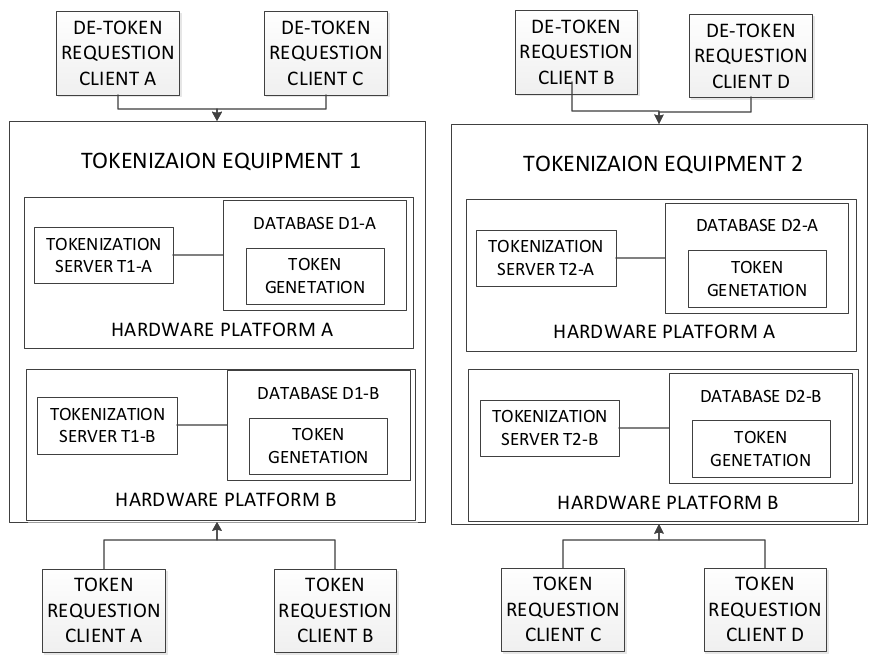 DE-TOKEN
REQUESTION
CLIENT A
DE-TOKEN
REQUESTION
CLIENT C
DE-TOKEN
REQUESTION
CLIENT B
DE-TOKEN
REQUESTION
CLIENT D
TOKENIZAION EQUIPMENT 1
TOKENIZATION
SERVER T1-A
DATABASE D1-A
TOKEN
GENETATION
HARDWARE PLATFORM A
TOKENIZATION
SERVER T1-B
DATABASE D1-B
TOKEN
GENETATION
HARDWARE PLATFORM B
TOKENIZAION EQUIPMENT 2
TOKENIZATION
SERVER T2-A
DATABASE D2-A
TOKEN
GENETATION
HARDWARE PLATFORM A
TOKENIZATION
SERVER T2-B
DATABASE D2-B
TOKEN
GENETATION
HARDWARE PLATFORM B
TOKEN
REQUESTION
CLIENT A
TOKEN
REQUESTION
CLIENT B
TOKEN
REQUESTION
CLIENT C
TOKEN
REQUESTION
CLIENT D